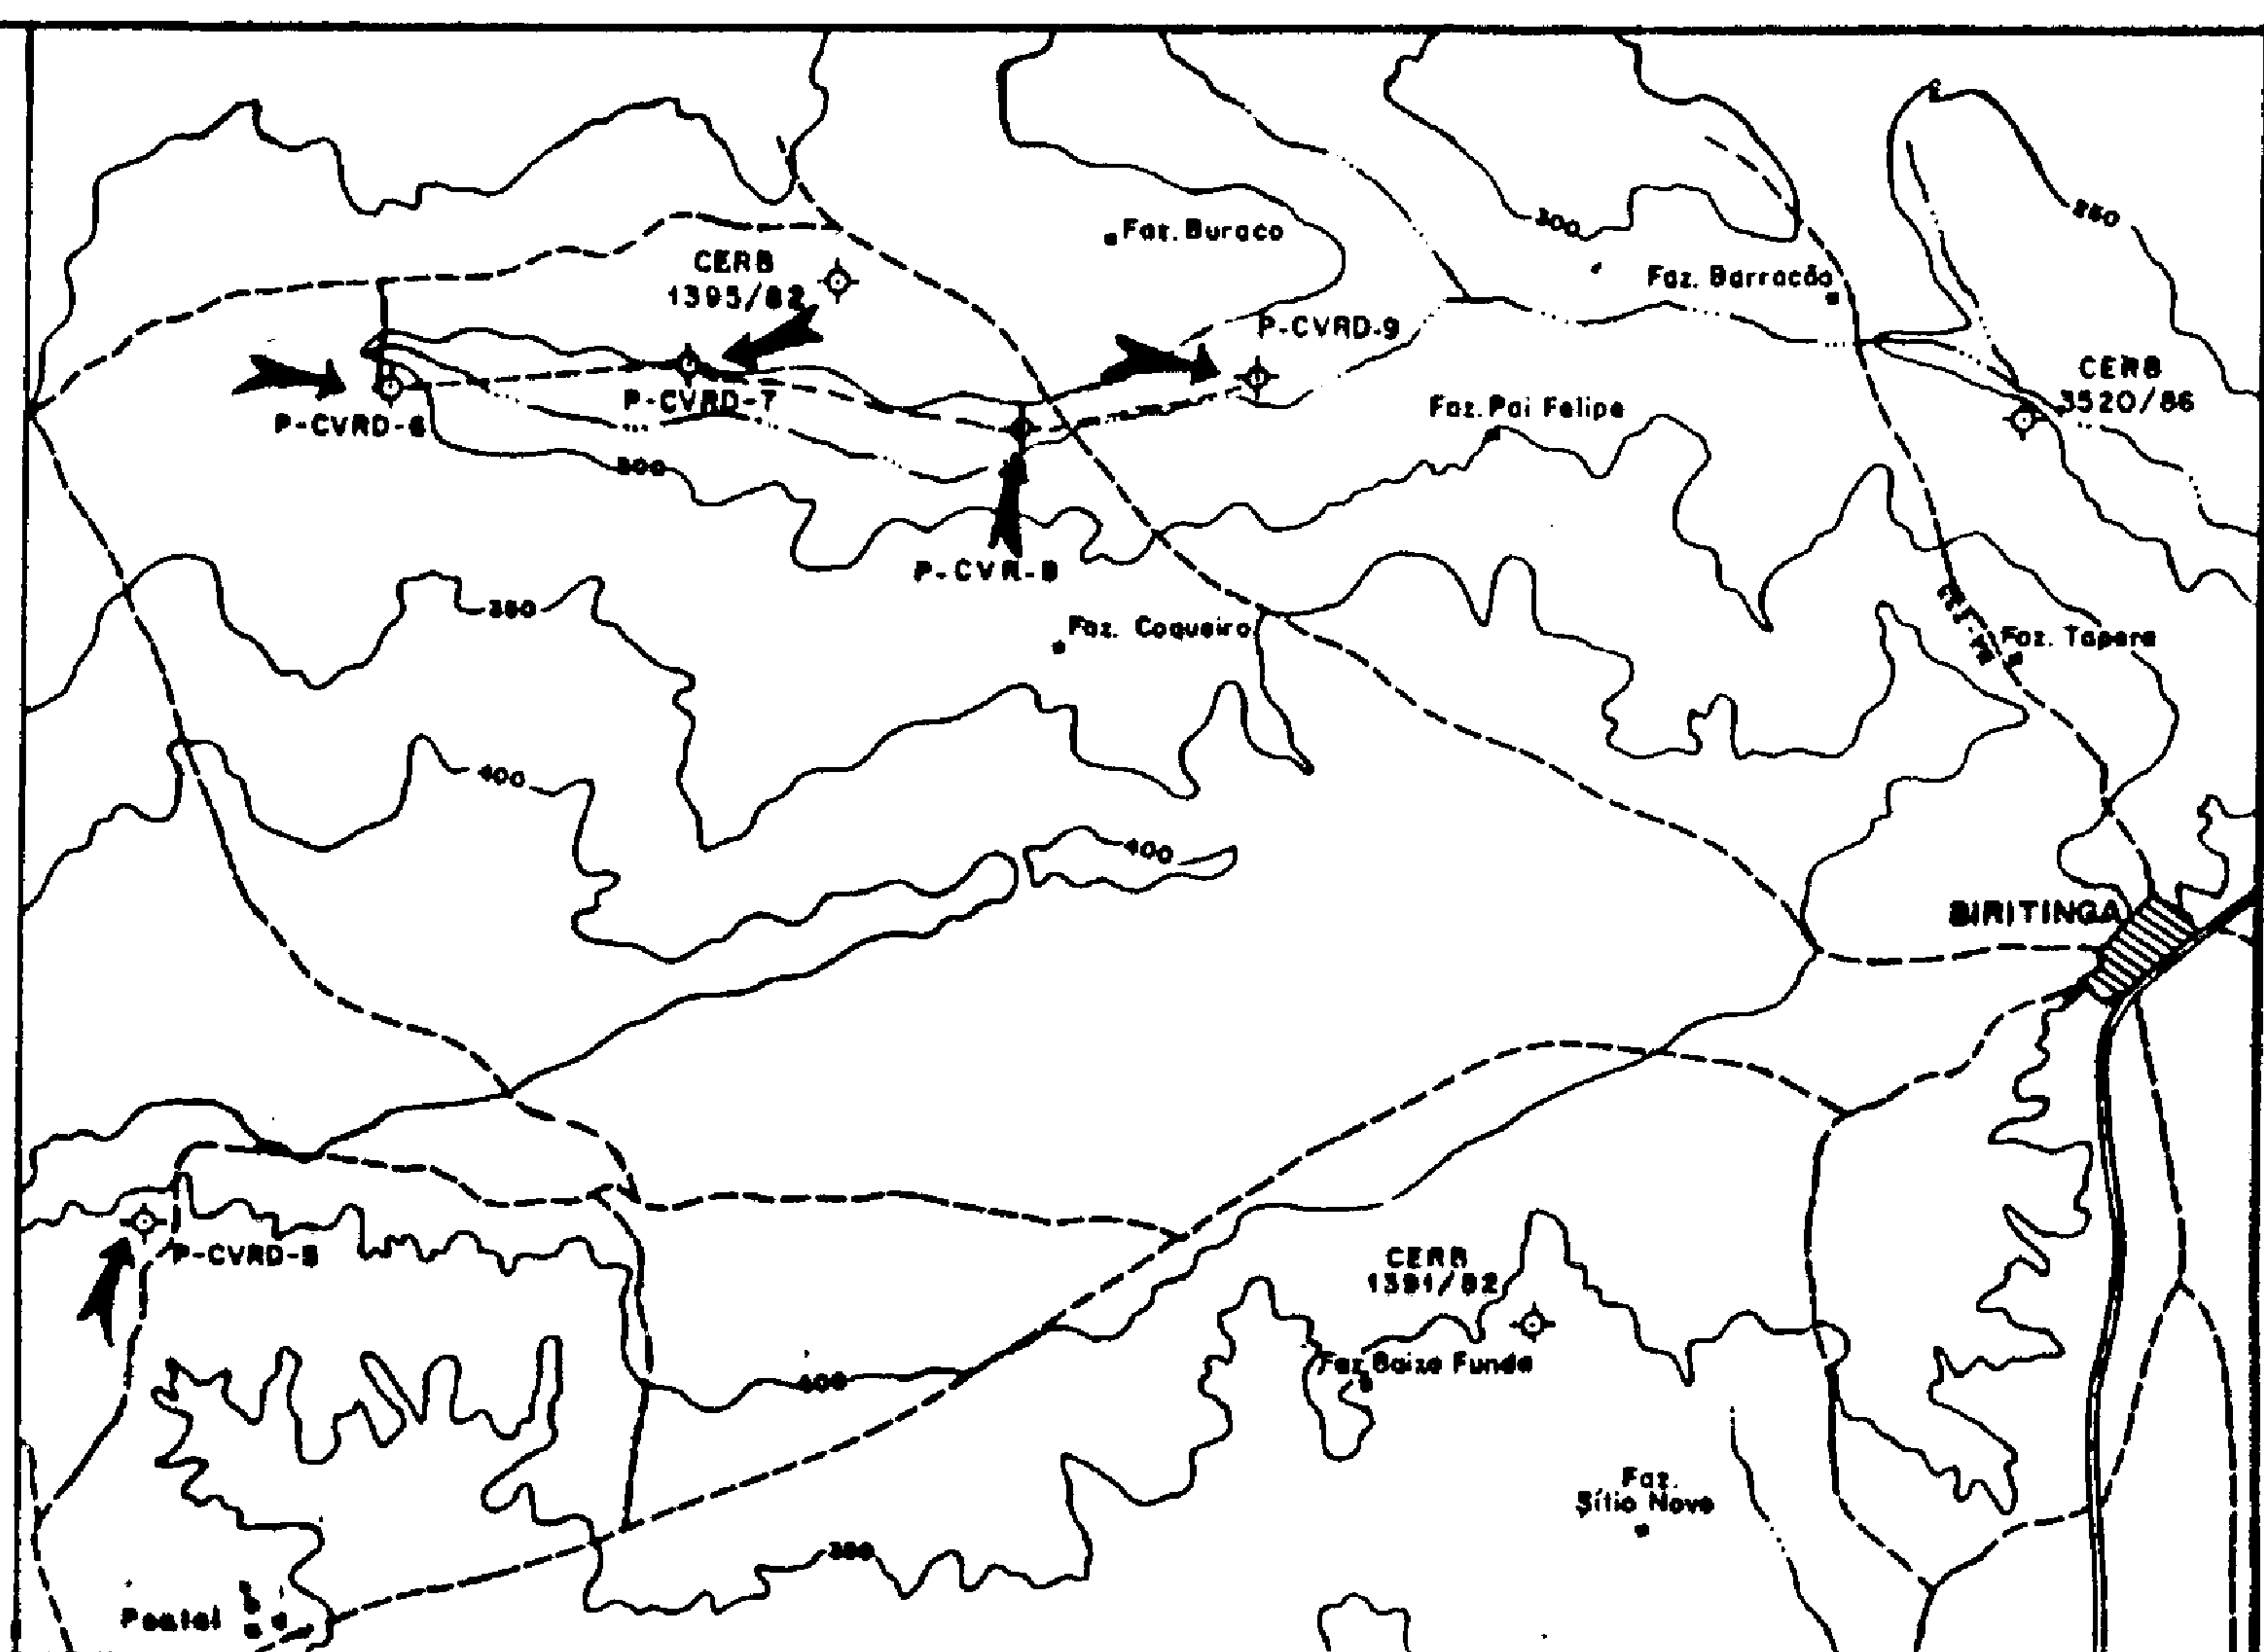 Faz. Buraco
300
250
CERB
1395/82
Faz. Barracão
P-CVRD-9
CERB
3520/86
P-CVRD-6
P-CVRD-7
Faz. Pai Felipe
300
P-CVR-8
350
Faz. Coqueiro
Faz. Tapera
400
400
BIRITINGA
P-CVRD-5
CERB
1391/82
Faz. Baixa Funda
400
Faz.
Sítio Novo
350